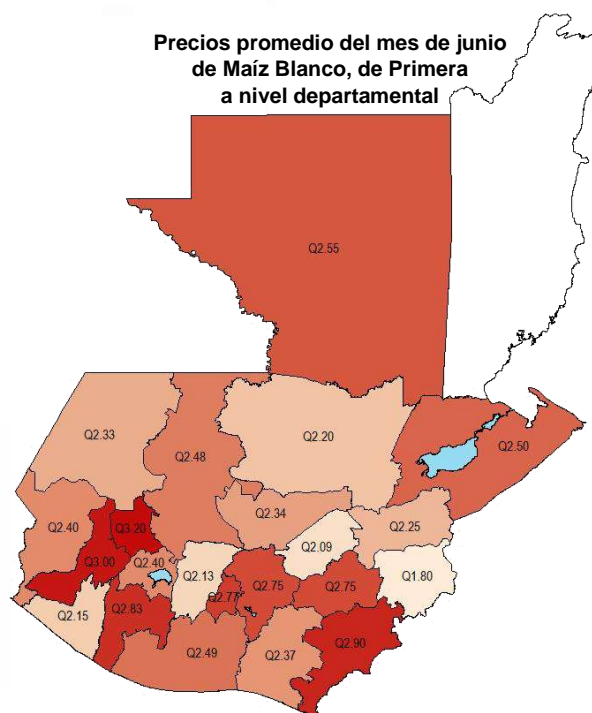 Precios promedio del mes de junio
de Maíz Blanco, de Primera
a nivel departamental
Q2.55
Q2.33
Q2.48
Q2.20
Q2.50
Q2.40
Q3.20
Q2.34
Q2.25
Q3.00
Q2.40
Q2.13
Q2.09
Q1.80
Q2.15
Q2.83
Q2.77
Q2.75
Q2.75
Q2.49
Q2.37
Q2.90